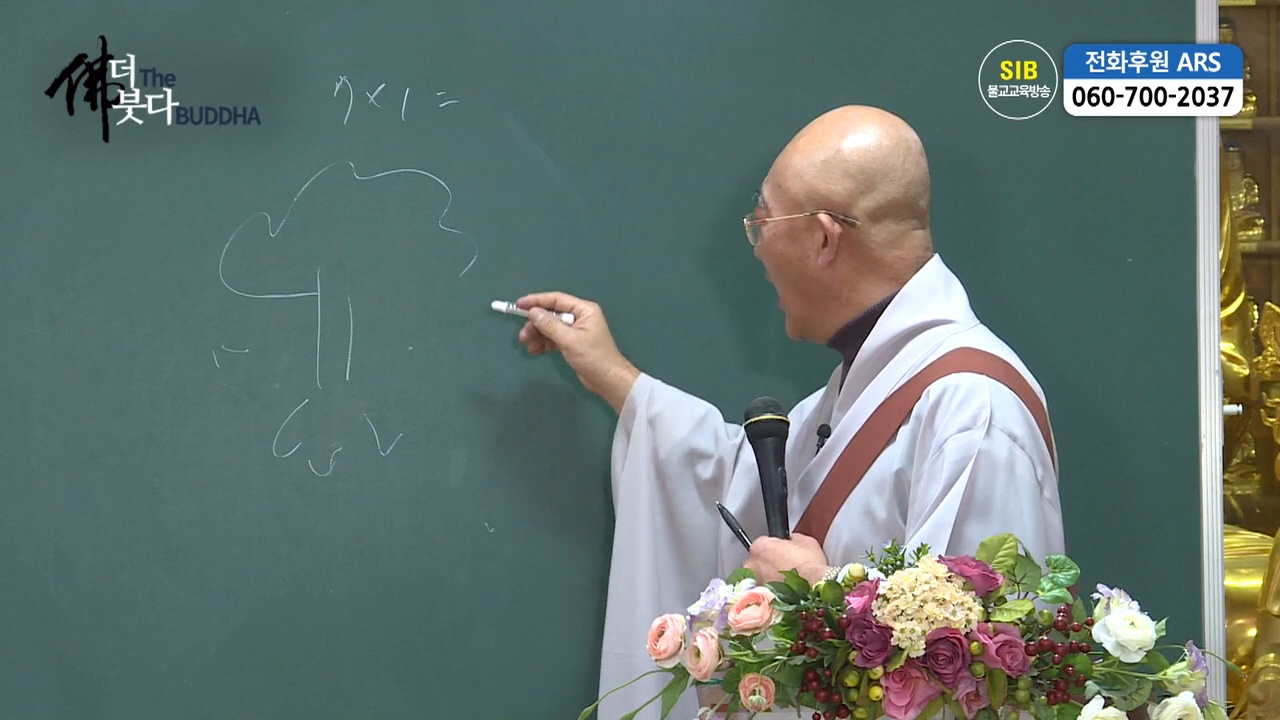 佛 더 The
붓다 BUDDHA
SIB
불교교육방송
전화후원 ARS
060-700-2037
7 x 1 =